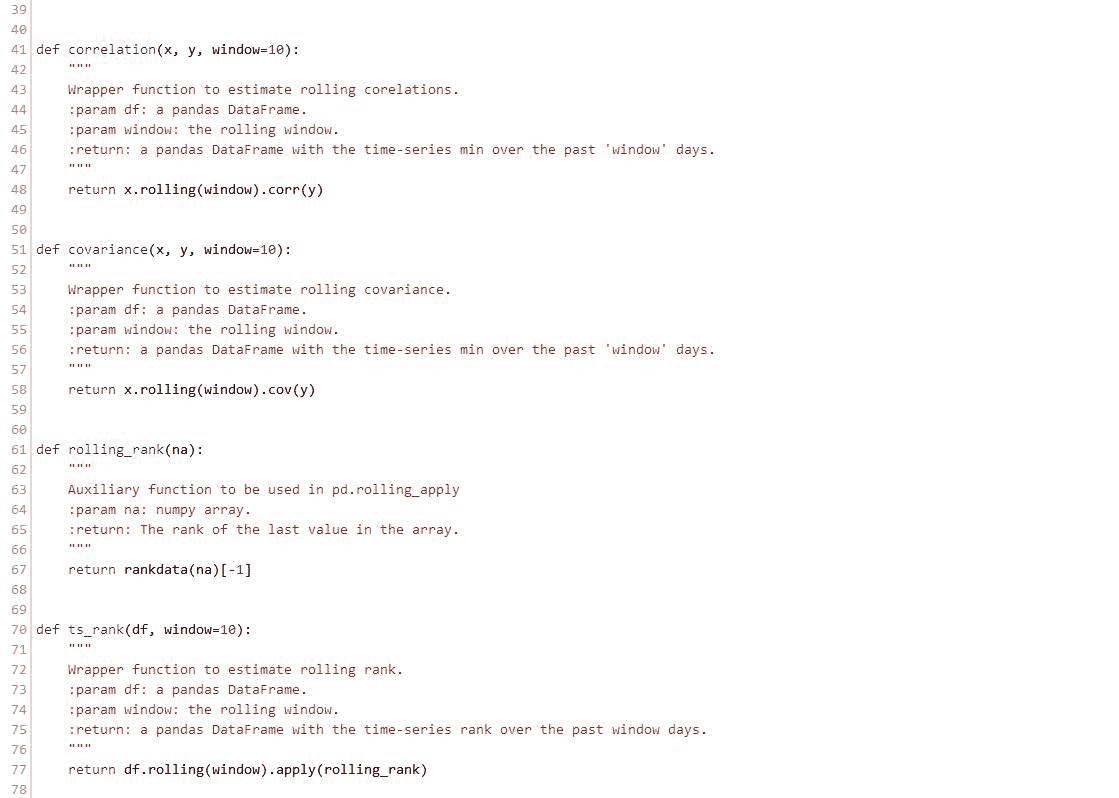 39
40
41 def correlation(x, y, window=10):
42     """
43     Wrapper function to estimate rolling corelations.
44     :param df: a pandas DataFrame.
45     :param window: the rolling window.
46     :return: a pandas DataFrame with the time-series min over the past 'window' days.
47     """
48     return x.rolling(window).corr(y)
49
50
51 def covariance(x, y, window=10):
52     """
53     Wrapper function to estimate rolling covariance.
54     :param df: a pandas DataFrame.
55     :param window: the rolling window.
56     :return: a pandas DataFrame with the time-series min over the past 'window' days.
57     """
58     return x.rolling(window).cov(y)
59
60
61 def rolling_rank(na):
62     """
63     Auxiliary function to be used in pd.rolling_apply
64     :param na: numpy array.
65     :return: The rank of the last value in the array.
66     """
67     return rankdata(na)[-1]
68
69
70 def ts_rank(df, window=10):
71     """
72     Wrapper function to estimate rolling rank.
73     :param df: a pandas DataFrame.
74     :param window: the rolling window.
75     :return: a pandas DataFrame with the time-series rank over the past window days.
76     """
77     return df.rolling(window).apply(rolling_rank)
78